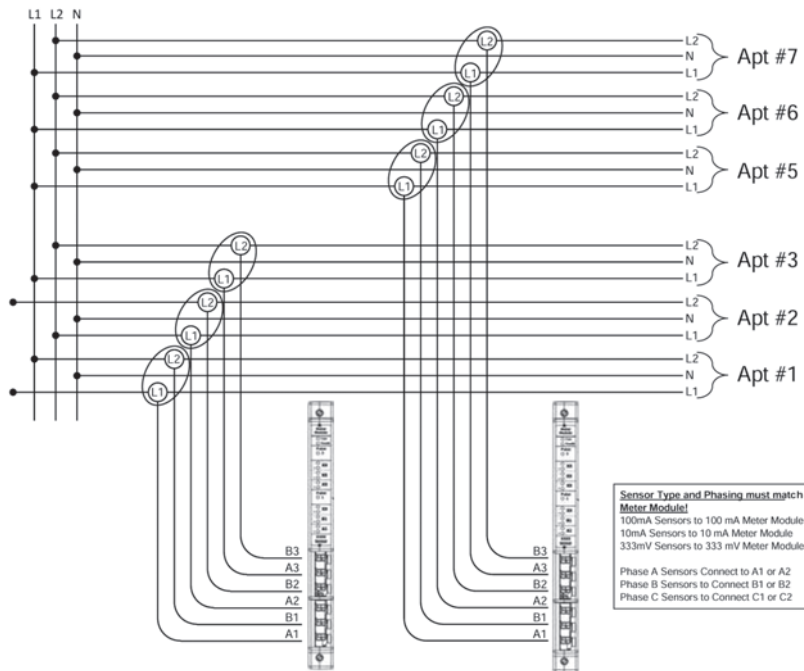 L1 L2 N
L2
N
L1
Apt #7
L2
N
L1
Apt #6
L2
N
L1
Apt #5
L2
N
L1
Apt #3
L2
N
L1
Apt #2
L2
N
L1
Apt #1
L2
L1
L2
L1
L2
L1
L2
L1
L2
L1
L2
L1
B3
A3
B2
A2
B1
A1
B3
A3
B2
A2
B1
A1
Sensor Type and Phasing must match
Meter Module!
100mA Sensors to 100 mA Meter Module
10mA Sensors to 10 mA Meter Module
333mV Sensors to 333 mV Meter Module
Phase A Sensors Connect to A1 or A2
Phase B Sensors to Connect B1 or B2
Phase C Sensors to Connect C1 or C2